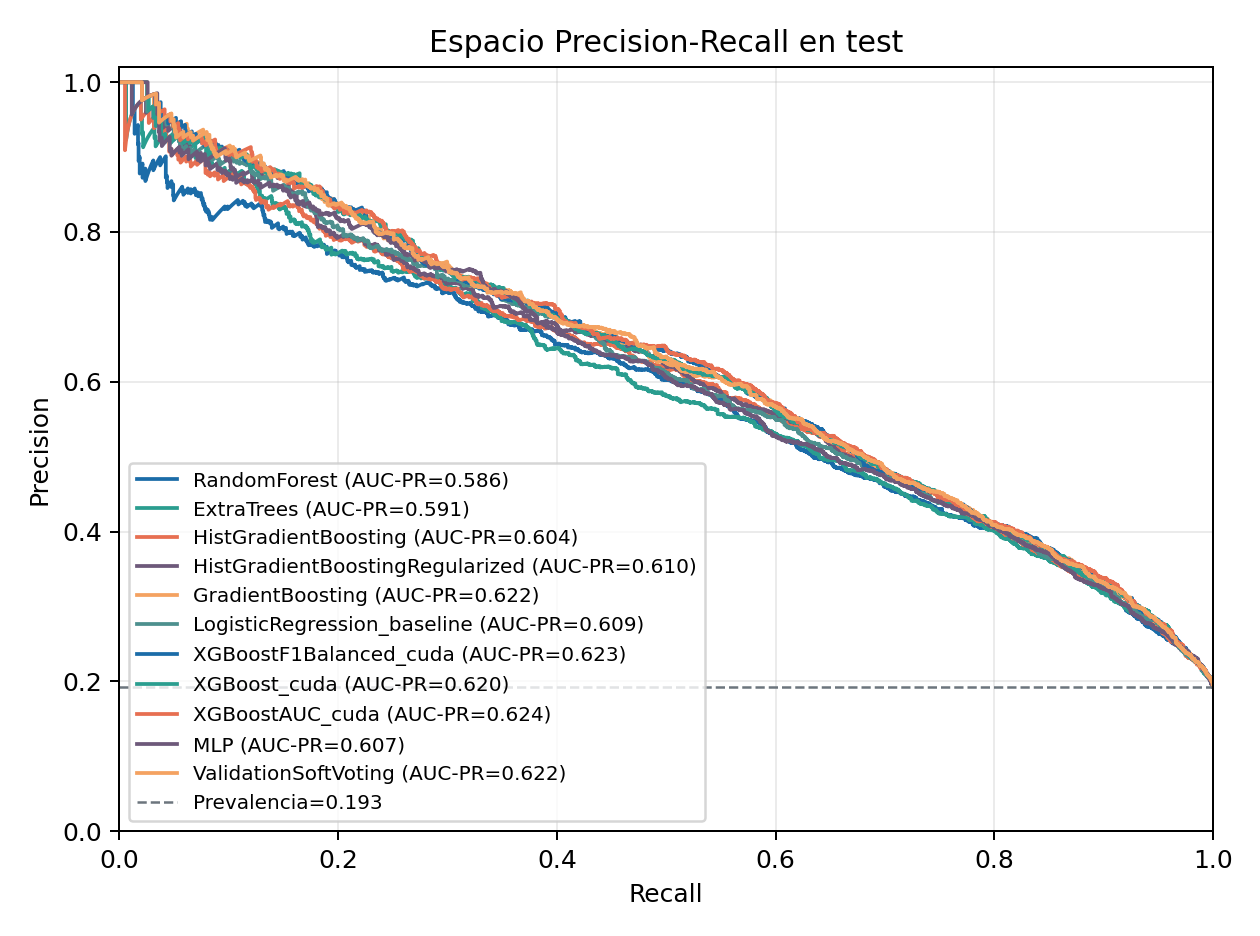 Espacio Precision-Recall en test
Precision
1.0
0.8
0.6
0.4
0.2
0.0
RandomForest (AUC-PR=0.586)
ExtraTrees (AUC-PR=0.591)
HistGradientBoosting (AUC-PR=0.604)
HistGradientBoostingRegularized (AUC-PR=0.610)
GradientBoosting (AUC-PR=0.622)
LogisticRegression_baseline (AUC-PR=0.609)
XGBoostF1Balanced_cuda (AUC-PR=0.623)
XGBoost_cuda (AUC-PR=0.620)
XGBoostAUC_cuda (AUC-PR=0.624)
MLP (AUC-PR=0.607)
ValidationSoftVoting (AUC-PR=0.622)
Prevalencia=0.193
0.0 0.2 0.4 0.6 0.8 1.0
Recall